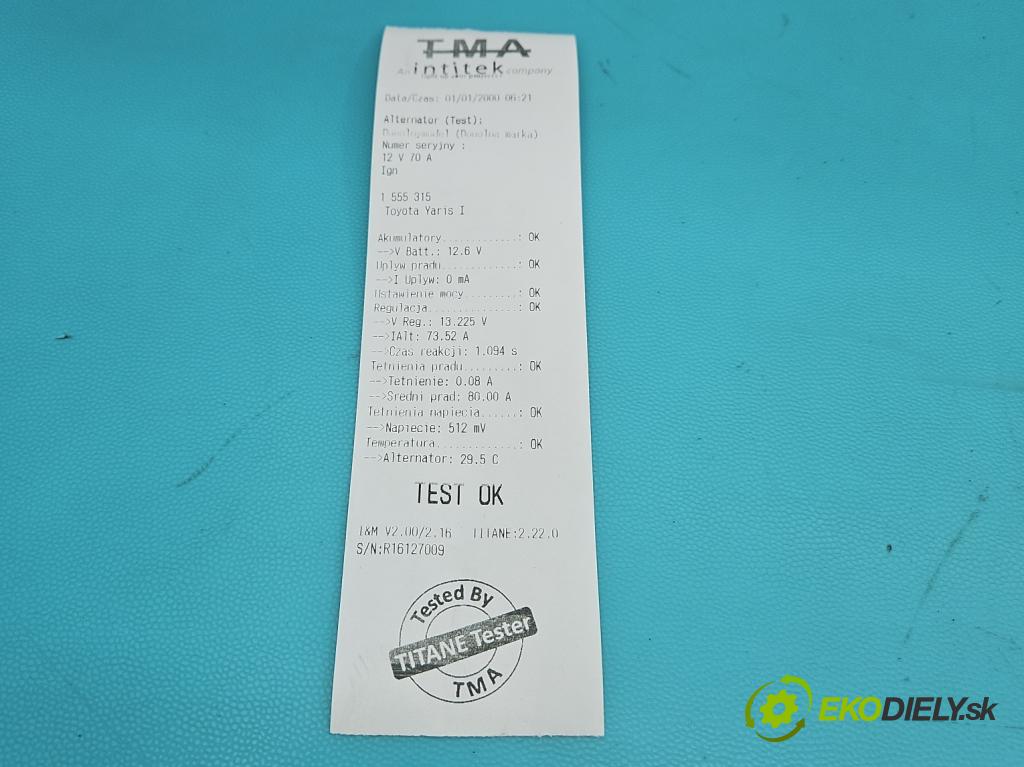 TMA
An intitek company
Data/Czas: 01/01/2000 06:21
Alternator (Test):
(Dowolna marka)
Numer seryjny :
12 V 70 A
Ign
1 555 315
Toyota Yaris I
Akumulatory............: OK
-->V Batt.: 12.6 V
Uplyw pradu............: OK
-->I Uplyw: 0 mA
Ustawienie mocy........: OK
Regulacja..............: OK
-->V Reg.: 13.225 V
-->IAlt: 73.52 A
-->Czas reakcji: 1.094 s
Tetnienia pradu........: OK
-->Tetnienie: 0.08 A
-->Sredni prad: 80.00 A
Tetnienia napiecia.....: OK
-->Napiecie: 512 mV
Temperatura............: OK
-->Alternator: 29.5 C
TEST OK
I&M V2.00/2.16 TITANE:2.22.0
S/N:R16127009
Tested By
TITANE Tester
TMA
EKODIELY.sk